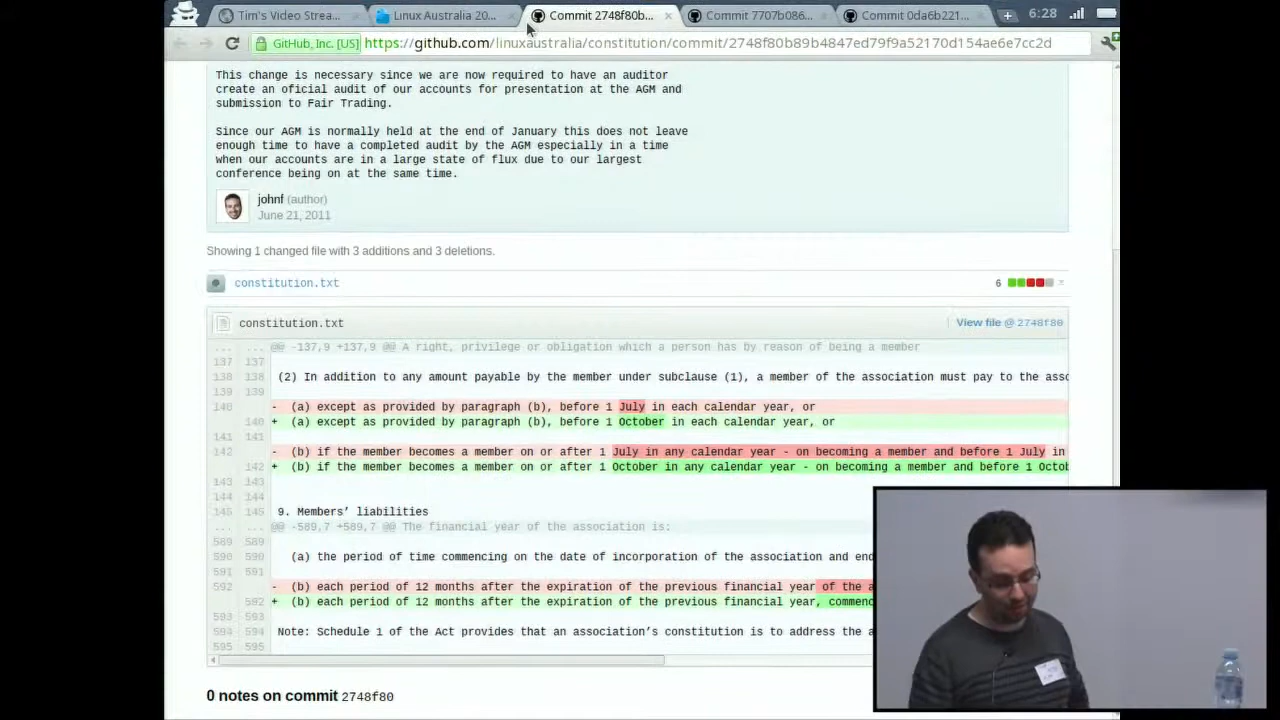 Tim's Video Strea...
Linux Australia 20...
Commit 2748f80b...
Commit 7707b086...
Commit 0da6b221...
6:28
GitHub, Inc. [US] https://github.com/linuxaustralia/constitution/commit/2748f80b89b4847ed79f9a52170d154ae6e7cc2d
This change is necessary since we are now required to have an auditor
create an oficial audit of our accounts for presentation at the AGM and
submission to Fair Trading.
Since our AGM is normally held at the end of January this does not leave
enough time to have a completed audit by the AGM especially in a time
when our accounts are in a large state of flux due to our largest
conference being on at the same time.
johnf (author)
June 21, 2011
Showing 1 changed file with 3 additions and 3 deletions.
constitution.txt 6
constitution.txt View file @ 2748f80
... ... @@ -137,9 +137,9 @@ A right, privilege or obligation which a person has by reason of being a member
137 137
138 138 (2) In addition to any amount payable by the member under subclause (1), a member of the association must pay to the asso
139 139
140 - (a) except as provided by paragraph (b), before 1 July in each calendar year, or
140 + (a) except as provided by paragraph (b), before 1 October in each calendar year, or
141 141
142 - (b) if the member becomes a member on or after 1 July in any calendar year - on becoming a member and before 1 July in
142 + (b) if the member becomes a member on or after 1 October in any calendar year - on becoming a member and before 1 Octob
143 143
144 144
145 145 9. Members' liabilities
... ... @@ -589,7 +589,7 @@ The financial year of the association is:
589 589
590 590 (a) the period of time commencing on the date of incorporation of the association and end
591 591
592 - (b) each period of 12 months after the expiration of the previous financial year of the a
592 + (b) each period of 12 months after the expiration of the previous financial year, commenc
593 593
594 594 Note: Schedule 1 of the Act provides that an association's constitution is to address the a
595 595
0 notes on commit 2748f80